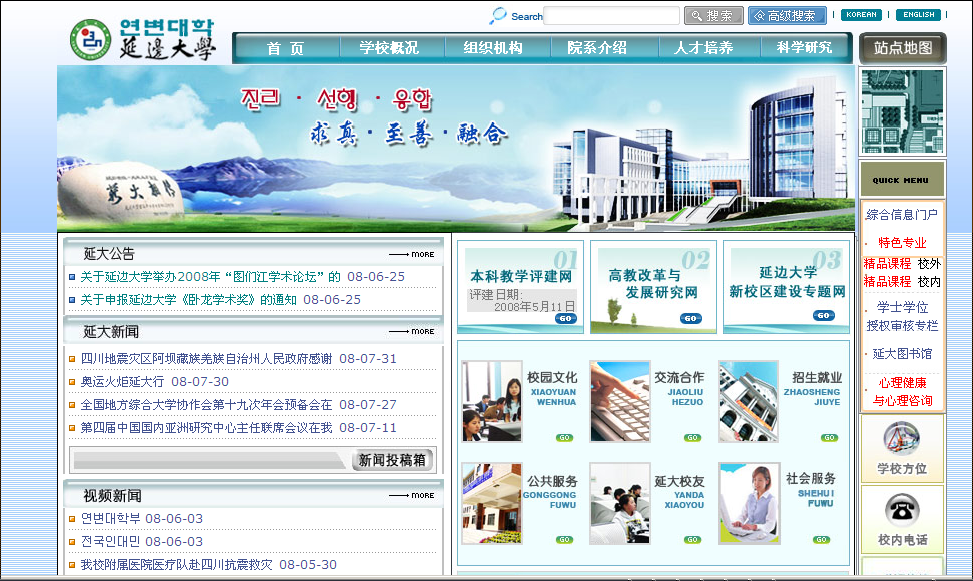 연변대학
延邊大學
Search
搜索
高级搜索
KOREAN
ENGLISH
首 页
学校概况
组织机构
院系介绍
人才培养
科学研究
站点地图
진리 · 선행 · 융합
求真·至善·融合
QUICK MENU
综合信息门户
特色专业
精品课程 校外
精品课程 校内
学士学位
授权审核专栏
延大图书馆
心理健康
与心理咨询
学校方位
校内电话
延大公告
MORE
关于延边大学举办2008年“图们江学术论坛”的 08-06-25
关于申报延边大学《卧龙学术奖》的通知 08-06-25
延大新闻
MORE
四川地震灾区阿坝藏族羌族自治州人民政府感谢 08-07-31
奥运火炬延大行 08-07-30
全国地方综合大学协作会第十九次年会预备会在 08-07-27
第四届中国国内亚洲研究中心主任联席会议在我 08-07-11
新闻投稿箱
视频新闻
MORE
연변대학부 08-06-03
전국인대민 08-06-03
我校附属医院医疗队赴四川抗震救灾 08-05-30
01
本科教学评建网
评建日期:
2008年5月11日
GO
02
高教改革与
发展研究网
GO
03
延边大学
新校区建设专题网
GO
校园文化
XIAOYUAN
WENHUA
GO
交流合作
JIAOLIU
HEZUO
GO
招生就业
ZHAOSHENG
JIUYE
GO
公共服务
GONGGONG
FUWU
GO
延大校友
YANDA
XIAOYOU
GO
社会服务
SHEHUI
FUWU
GO